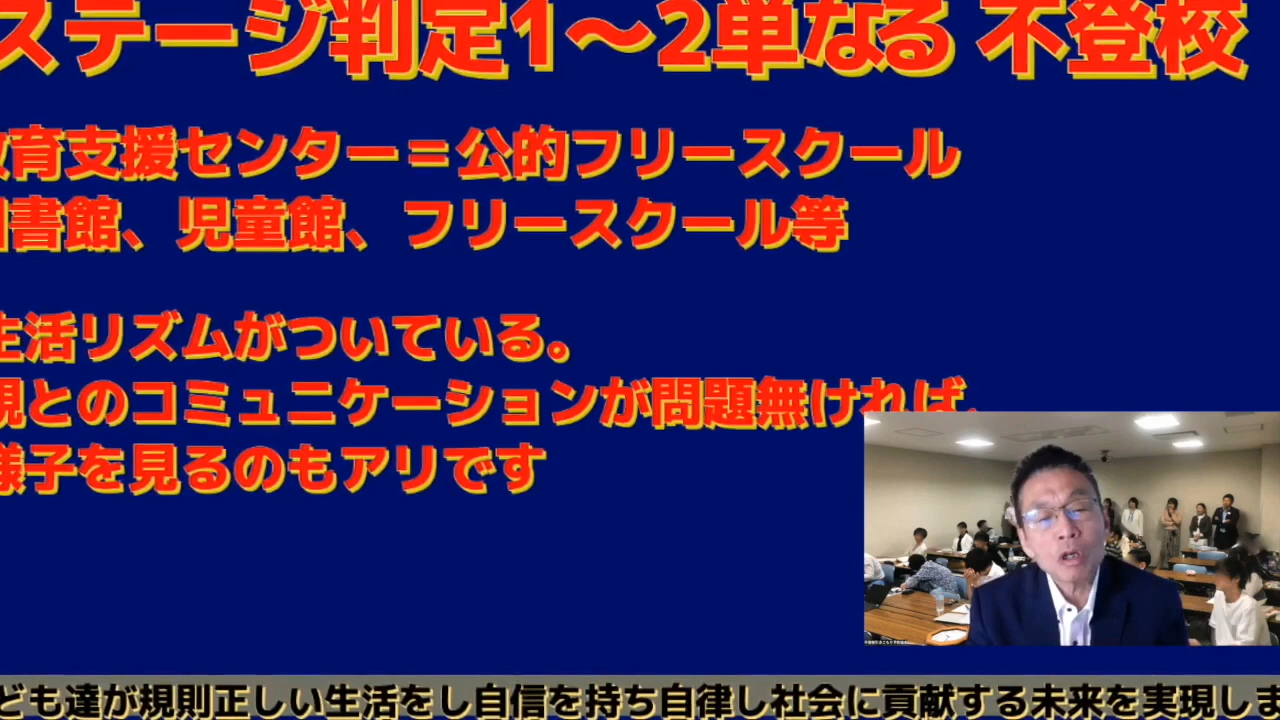 ステージ判定1～2単なる 不登校
教育支援センター＝公的フリースクール
図書館、児童館、フリースクール等
生活リズムがついている。
親とのコミュニケーションが問題無ければ、
様子を見るのもアリです
ども達が規則正しい生活をし自信を持ち自律し社会に貢献する未来を実現しま